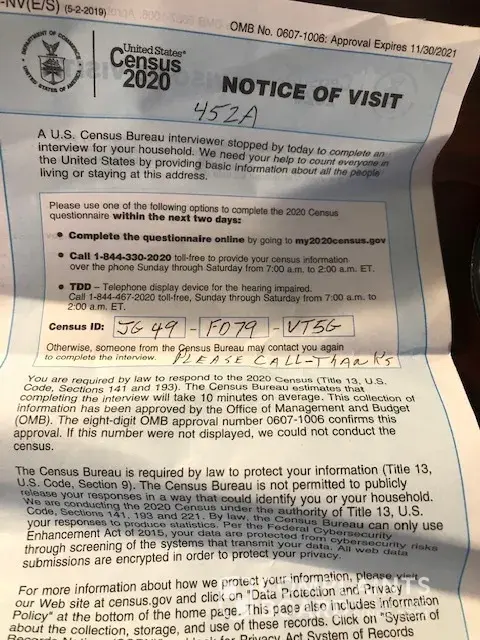 -NV(E/S) (5-2-2019)
OMB No. 0607-1006: Approval Expires 11/30/2021
DEPARTMENT OF COMMERCE
UNITED STATES OF AMERICA
United States®
Census
2020
NOTICE OF VISIT
452A
A U.S. Census Bureau interviewer stopped by today to complete an
interview for your household. We need your help to count everyone in
the United States by providing basic information about all the people
living or staying at this address.
Please use one of the following options to complete the 2020 Census
questionnaire within the next two days:
• Complete the questionnaire online by going to my2020census.gov
• Call 1-844-330-2020 toll-free to provide your census information
over the phone Sunday through Saturday from 7:00 a.m. to 2:00 a.m. ET.
• TDD – Telephone display device for the hearing impaired.
Call 1-844-467-2020 toll-free, Sunday through Saturday from 7:00 a.m. to
2:00 a.m. ET.
Census ID: JG49 - F079 - VT5G
Otherwise, someone from the Census Bureau may contact you again
to complete the interview. PLEASE CALL-Thanks
You are required by law to respond to the 2020 Census (Title 13, U.S.
Code, Sections 141 and 193). The Census Bureau estimates that
completing the interview will take 10 minutes on average. This collection of
information has been approved by the Office of Management and Budget
(OMB). The eight-digit OMB approval number 0607-1006 confirms this
approval. If this number were not displayed, we could not conduct the
census.
The Census Bureau is required by law to protect your information (Title 13,
U.S. Code, Section 9). The Census Bureau is not permitted to publicly
release your responses in a way that could identify you or your household.
We are conducting the 2020 Census under the authority of Title 13, U.S.
Code, Sections 141, 193 and 221. By law, the Census Bureau can only use
your responses to produce statistics. Per the Federal Cybersecurity
Enhancement Act of 2015, your data are protected from cybersecurity risks
through screening of the systems that transmit your data. All web data
submissions are encrypted in order to protect your privacy.
For more information about how we protect your information, please visit
our Web site at census.gov and click on "Data Protection and Privacy
Policy" at the bottom of the home page. This page also includes information
about the collection, storage, and use of these records. Click on "System of
Privacy Act System of Records